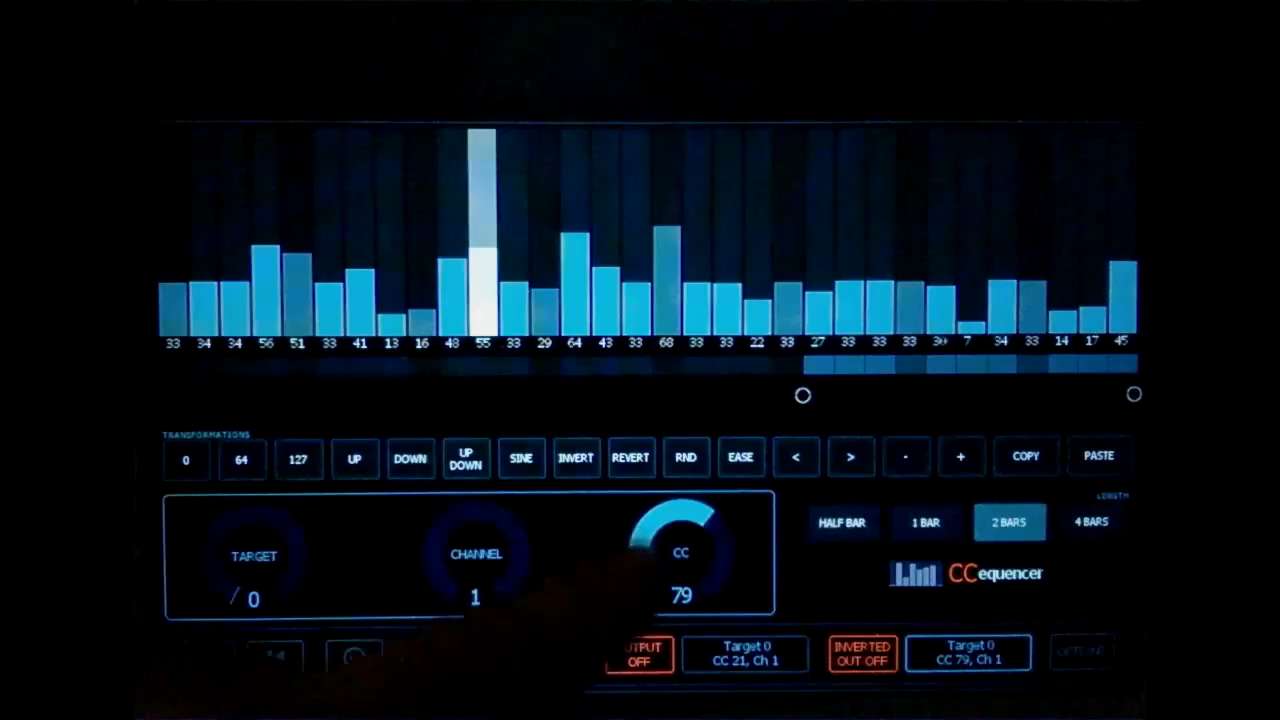 33 34 34 56 51 33 41 13 16 48 55 33 29 64 43 33 68 33 33 22 33 27 33 33 33 30 7 34 33 14 17 45
TRANSFORMATIONS
0 64 127 UP DOWN UP DOWN SINE INVERT REVERT RND EASE < > - + COPY PASTE
LENGTH
HALF BAR 1 BAR 2 BARS 4 BARS
TARGET CHANNEL CC
CCequencer
/ 0 1 79
OFF
Target 0
CC 21, Ch 1
INVERTED
OUT OFF
Target 0
CC 79, Ch 1